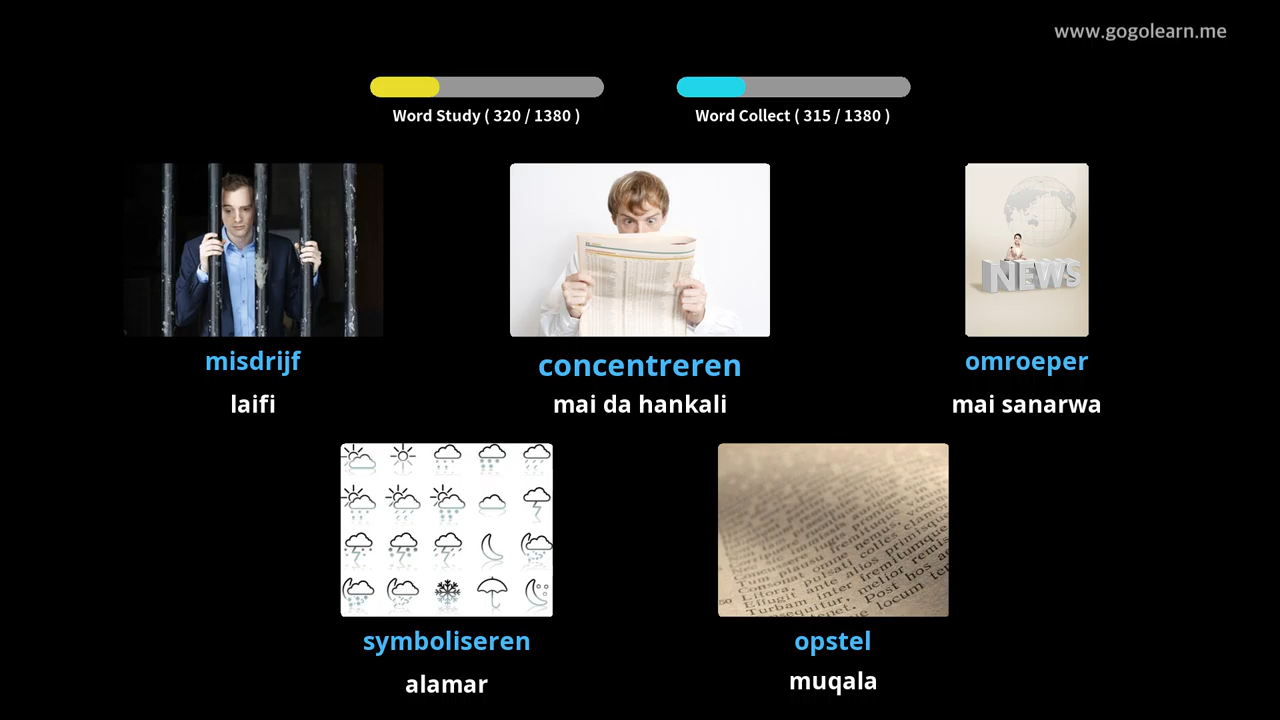 www.gogolearn.me
Word Study ( 320 / 1380 )
Word Collect ( 315 / 1380 )
NEWS
misdrijf
concentreren
omroeper
laifi
mai da hankali
mai sanarwa
symboliseren
opstel
alamar
muqala